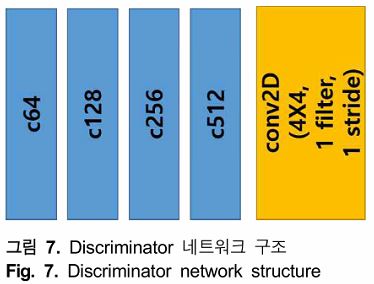 c64
c128
c256
c512
conv2D
(4X4,
1 filter,
1 stride)
그림 7. Discriminator 네트워크 구조
Fig. 7. Discriminator network structure